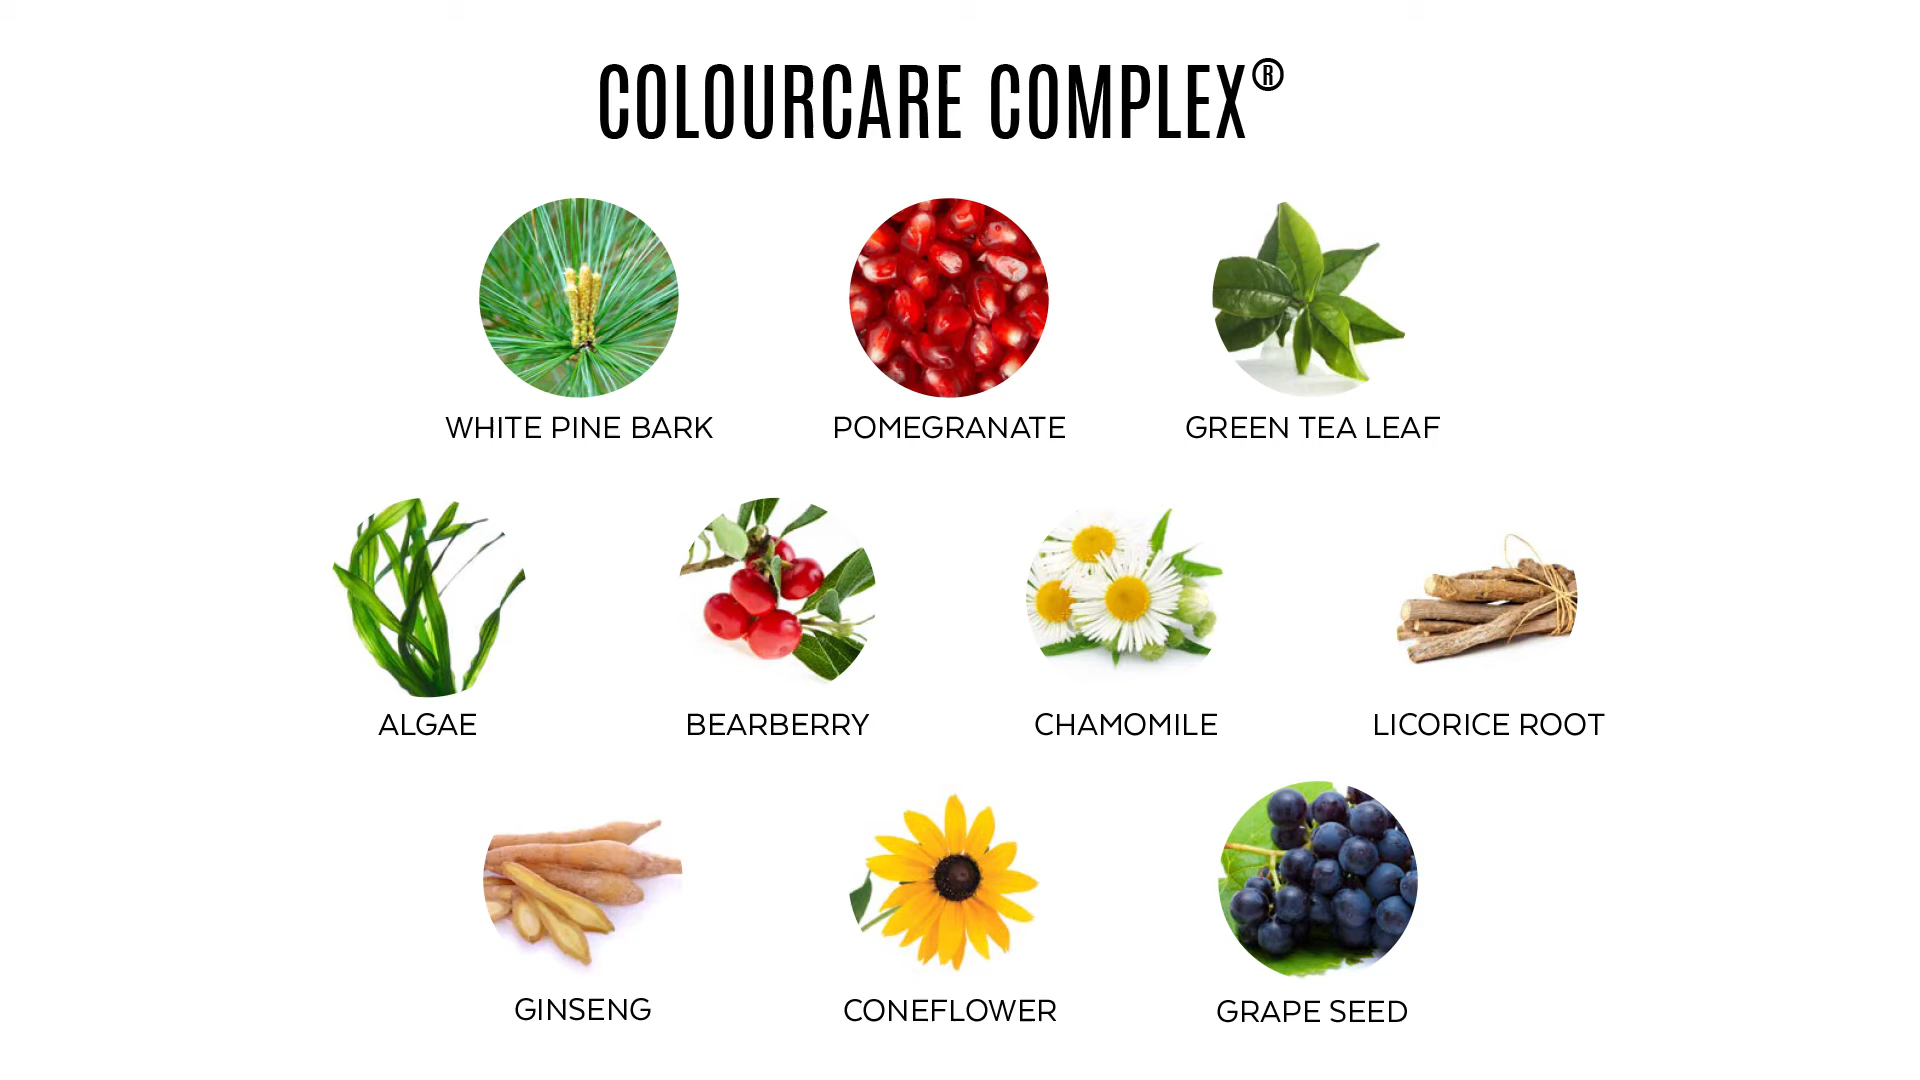 COLOURCARE COMPLEX®
WHITE PINE BARK
POMEGRANATE
GREEN TEA LEAF
ALGAE
BEARBERRY
CHAMOMILE
LICORICE ROOT
GINSENG
CONEFLOWER
GRAPE SEED